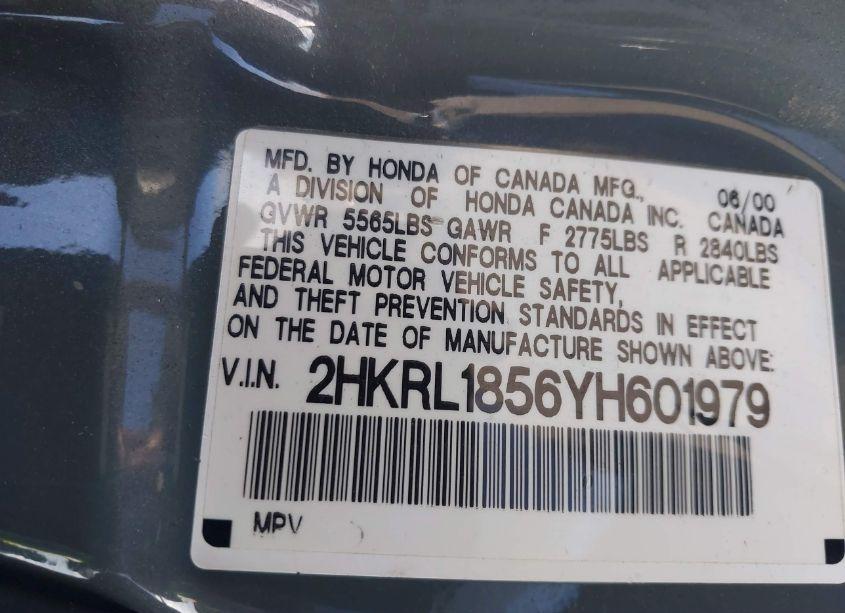 MFD. BY HONDA OF CANADA MFG., 06/00
A DIVISION OF HONDA CANADA INC. CANADA
GVWR 5565LBS GAWR F 2775LBS R 2840LBS
THIS VEHICLE CONFORMS TO ALL APPLICABLE
FEDERAL MOTOR VEHICLE SAFETY,
AND THEFT PREVENTION STANDARDS IN EFFECT
ON THE DATE OF MANUFACTURE SHOWN ABOVE:
V.I.N. 2HKRL1856YH601979
MPV